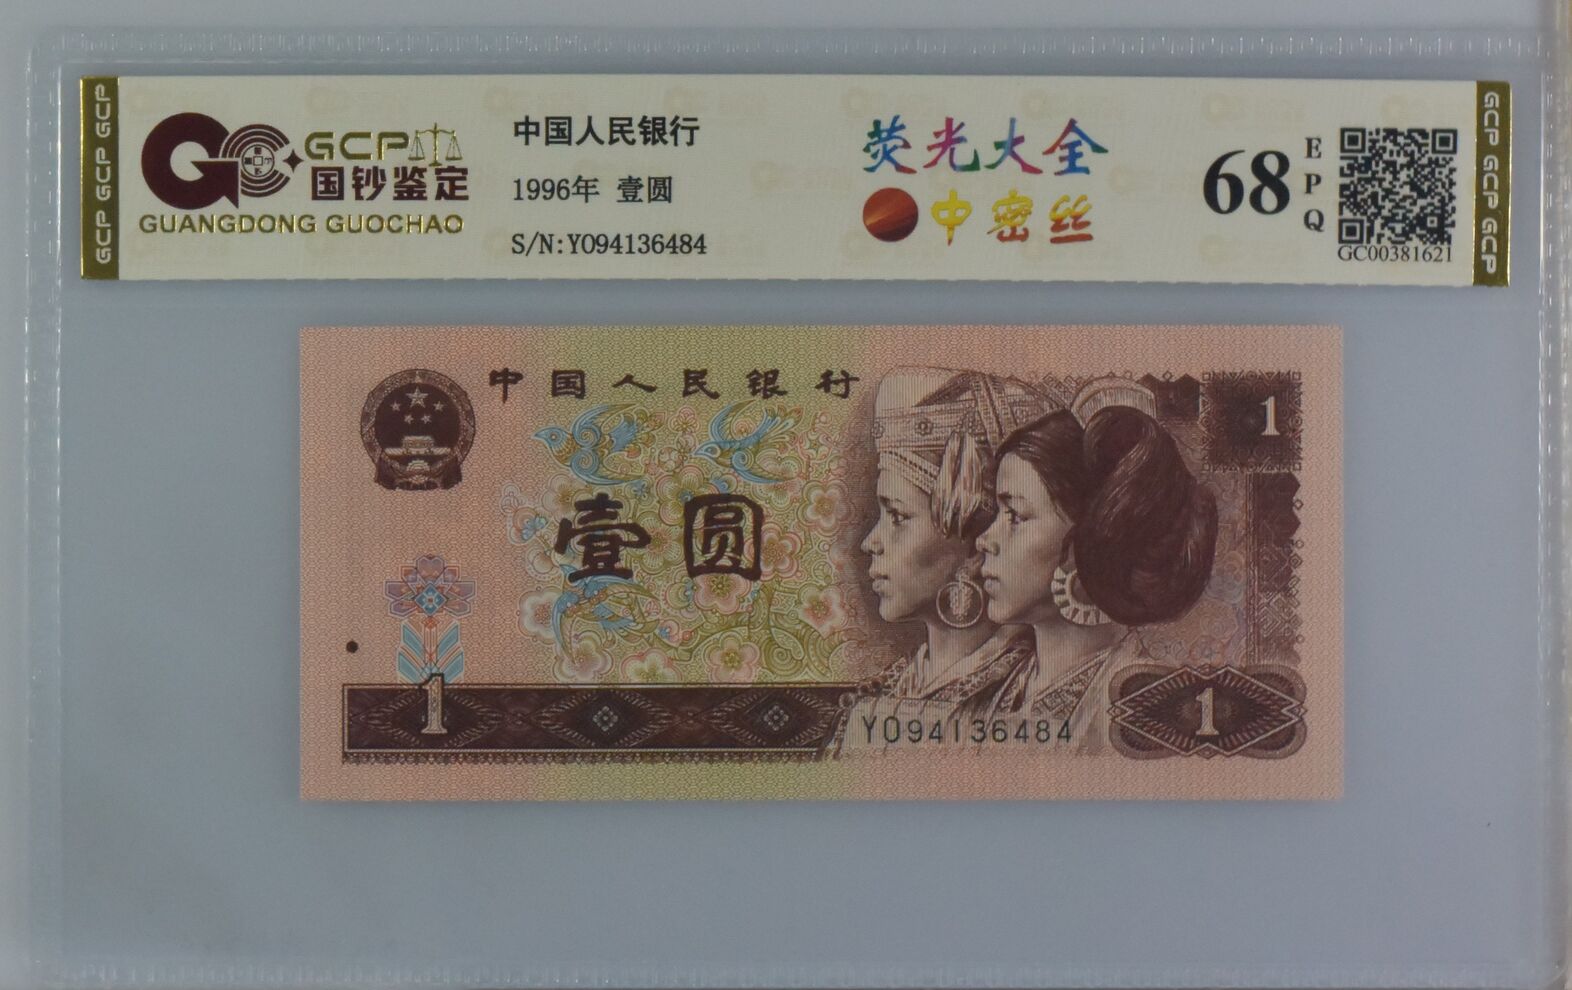 GCP GCP GCP
GCP
国钞鉴定
GUANGDONG GUOCHAO
中国人民银行
1996年 壹圆
S/N:YO94136484
荧光大全
中密丝
68
EPQ
GC00381621
GCP GCP GCP
中国人民银行
1
壹圆
1
YO94136484
1